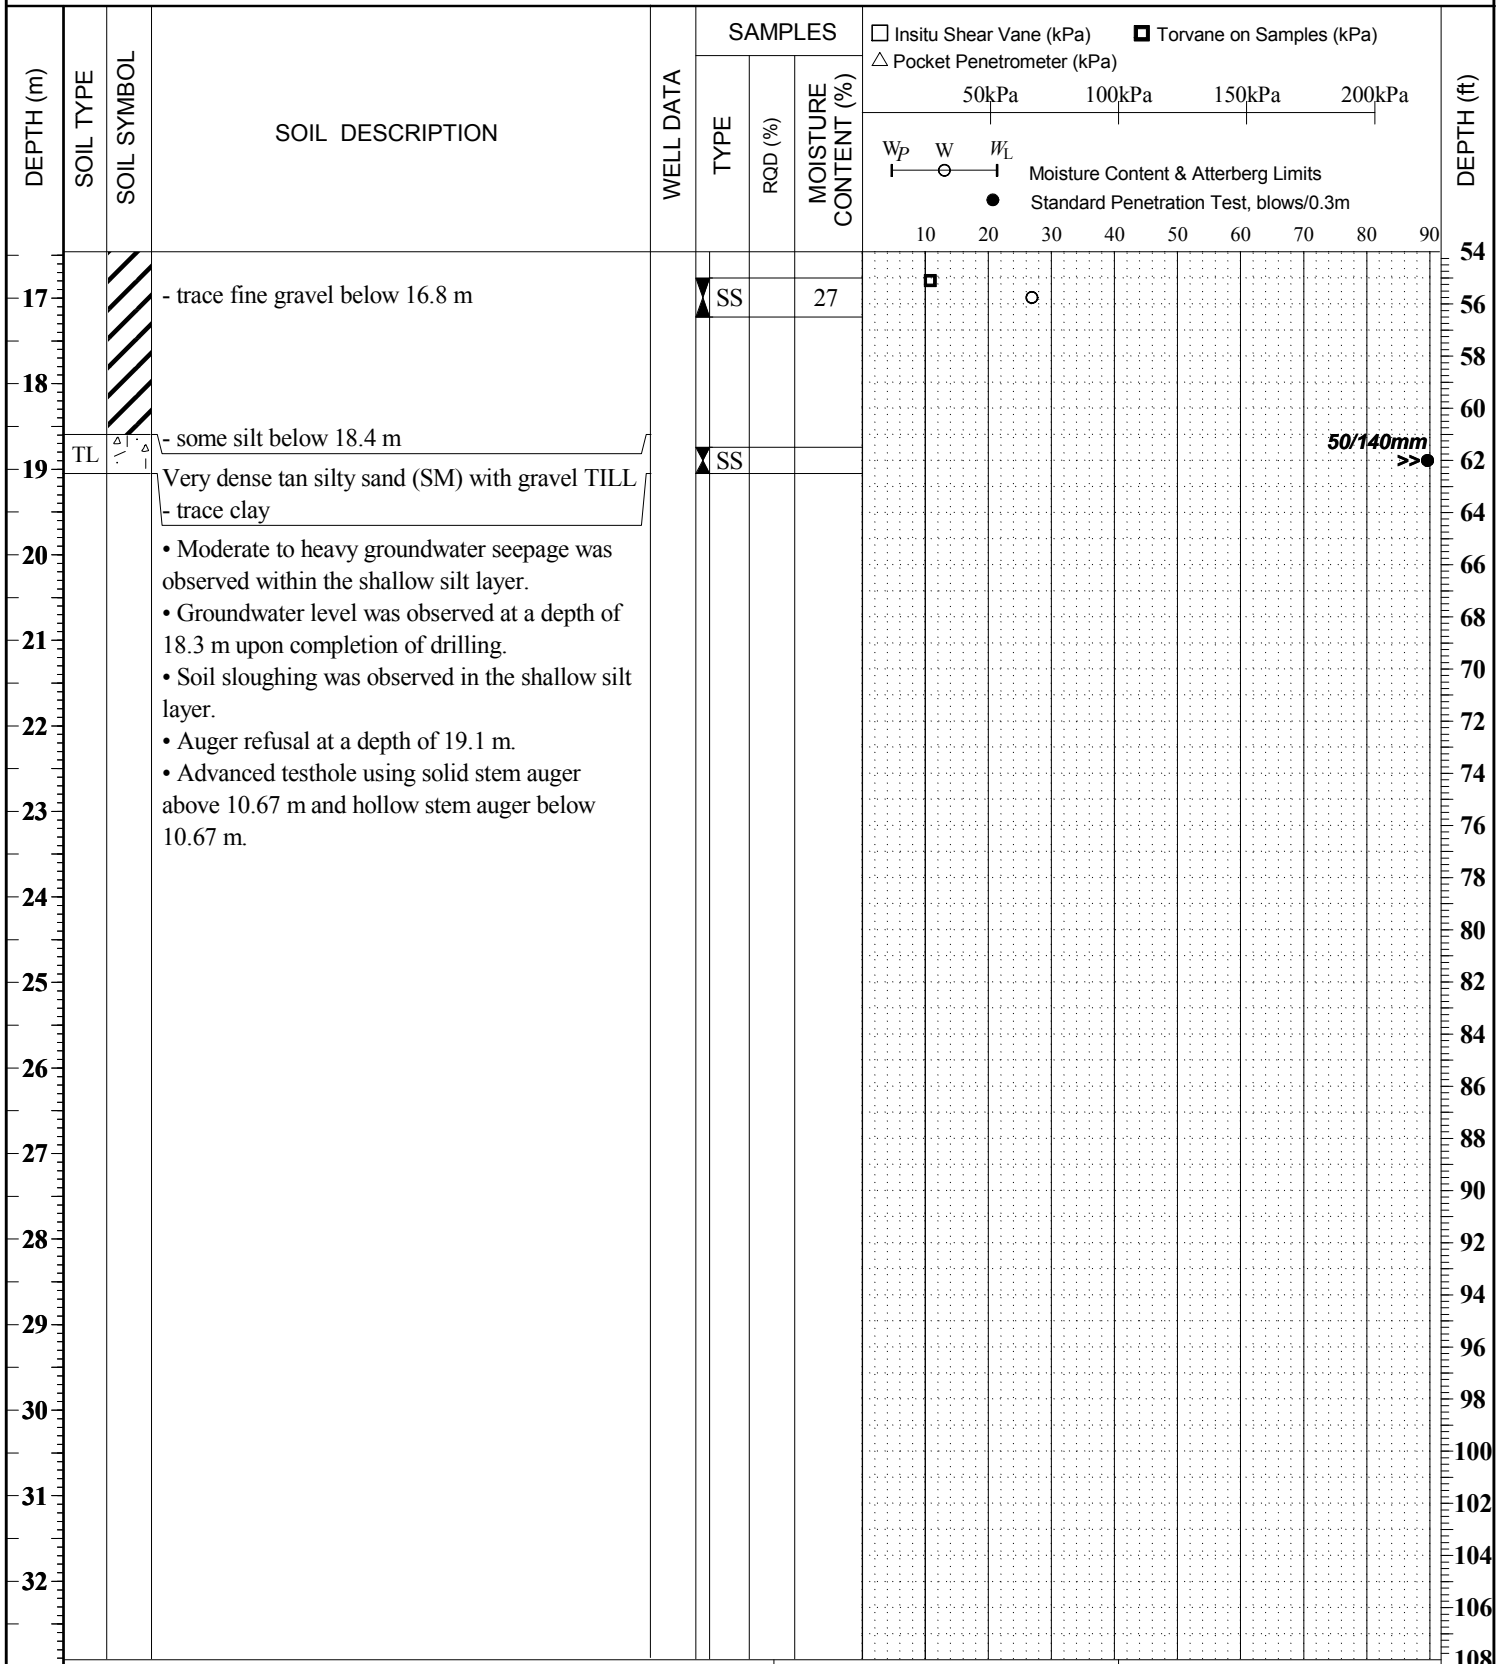 DEPTH (m)
SOIL TYPE
SOIL SYMBOL
SOIL DESCRIPTION
WELL DATA
SAMPLES
TYPE
RQD (%)
MOISTURE
CONTENT (%)
Insitu Shear Vane (kPa)
Torvane on Samples (kPa)
Pocket Penetrometer (kPa)
50kPa 100kPa 150kPa 200kPa
WP W WL
Moisture Content & Atterberg Limits
Standard Penetration Test, blows/0.3m
10 20 30 40 50 60 70 80 90
DEPTH (ft)
54
17
- trace fine gravel below 16.8 m
SS
27
56
58
18
60
- some silt below 18.4 m
50/140mm
TL
SS
>>
62
19
Very dense tan silty sand (SM) with gravel TILL
- trace clay
64
20
• Moderate to heavy groundwater seepage was
observed within the shallow silt layer.
66
• Groundwater level was observed at a depth of
18.3 m upon completion of drilling.
68
21
• Soil sloughing was observed in the shallow silt
layer.
70
22
72
• Auger refusal at a depth of 19.1 m.
• Advanced testhole using solid stem auger
above 10.67 m and hollow stem auger below
10.67 m.
74
23
76
78
24
80
25
82
84
26
86
27
88
90
28
92
94
29
96
30
98
100
31
102
104
32
106
108